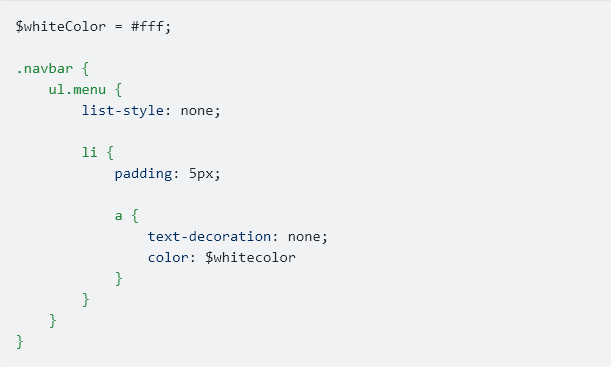 $whiteColor = #fff;

.navbar {
    ul.menu {
        list-style: none;

        li {
            padding: 5px;

            a {
                text-decoration: none;
                color: $whitecolor
            }
        }
    }
}